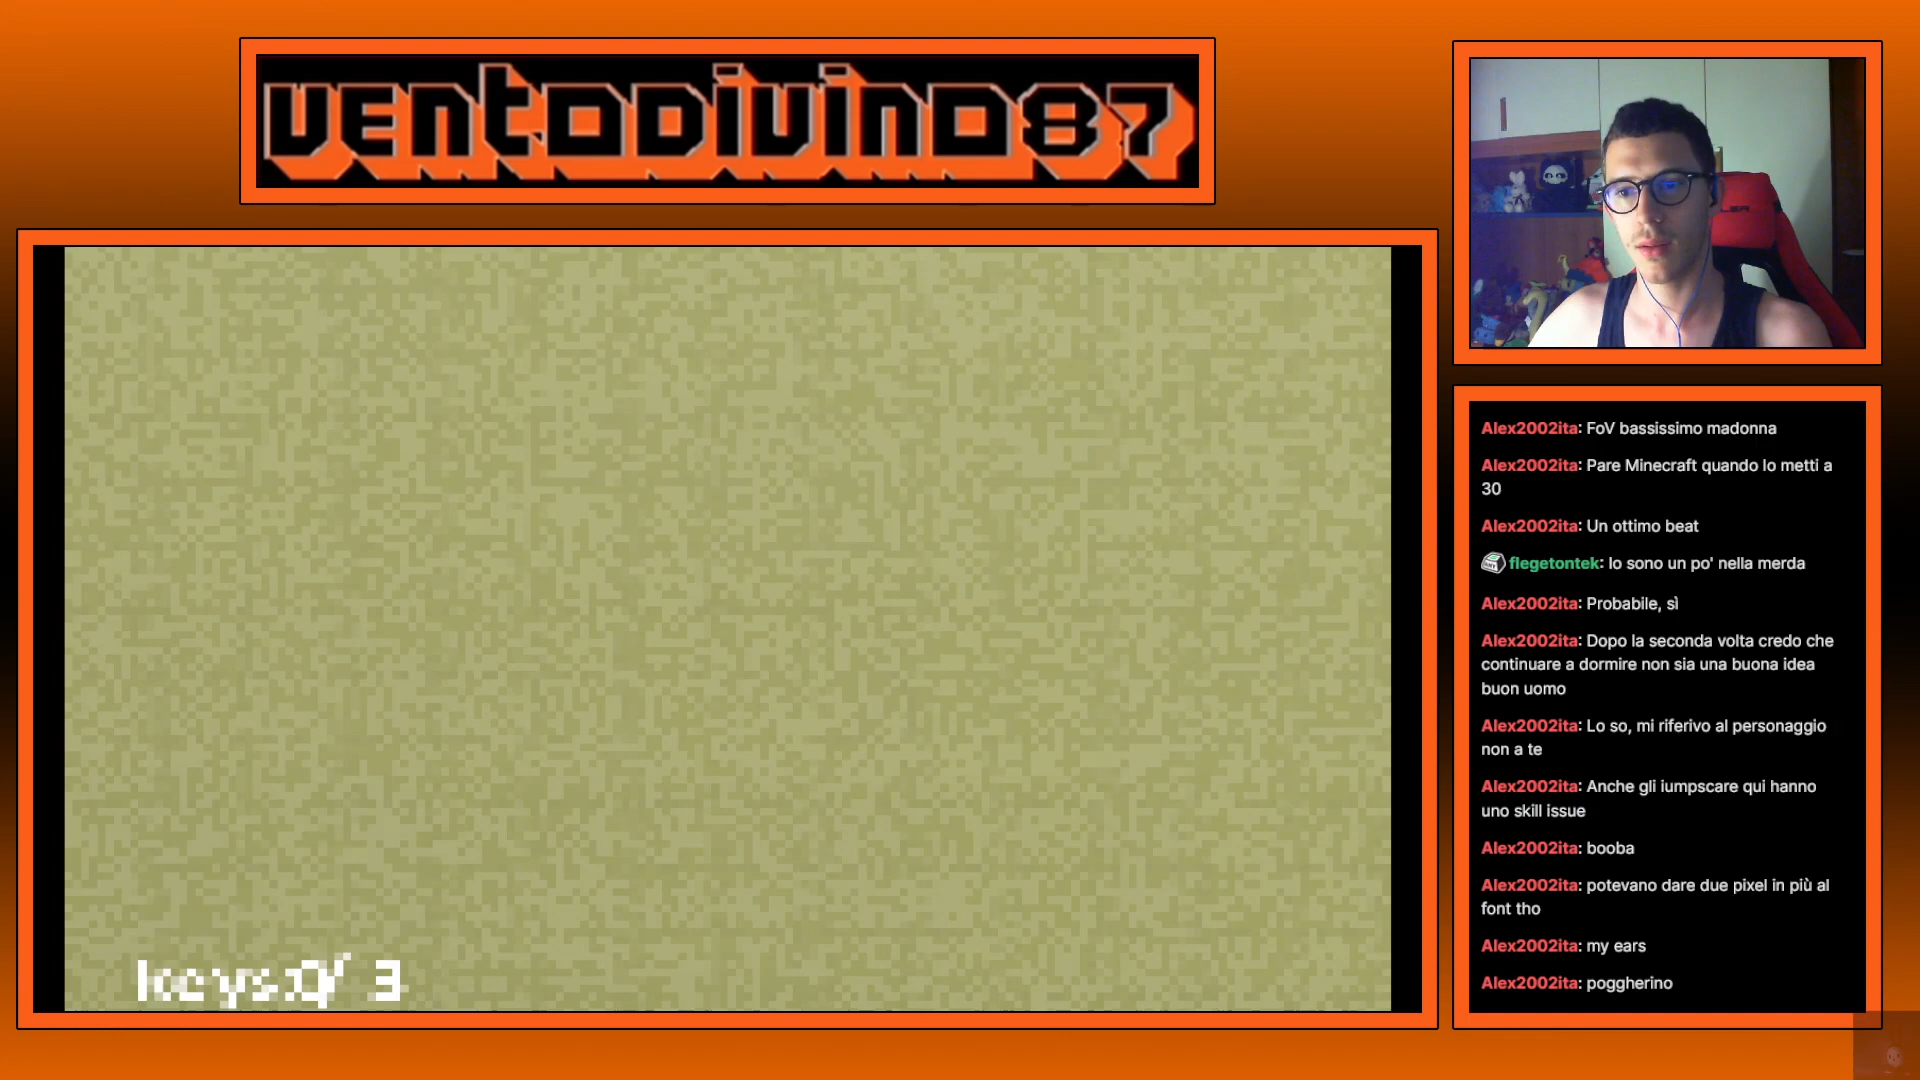 ventodivino87
Alex2002ita: FoV bassissimo madonna
Alex2002ita: Pare Minecraft quando lo metti a
30
Alex2002ita: Un ottimo beat
flegetontek: Io sono un po' nella merda
Alex2002ita: Probabile, sì
Alex2002ita: Dopo la seconda volta credo che
continuare a dormire non sia una buona idea
buon uomo
Alex2002ita: Lo so, mi riferivo al personaggio
non a te
Alex2002ita: Anche gli iumpscare qui hanno
uno skill issue
Alex2002ita: booba
Alex2002ita: potevano dare due pixel in più al
font tho
Alex2002ita: my ears
Alex2002ita: poggherino
keys:0/ 3